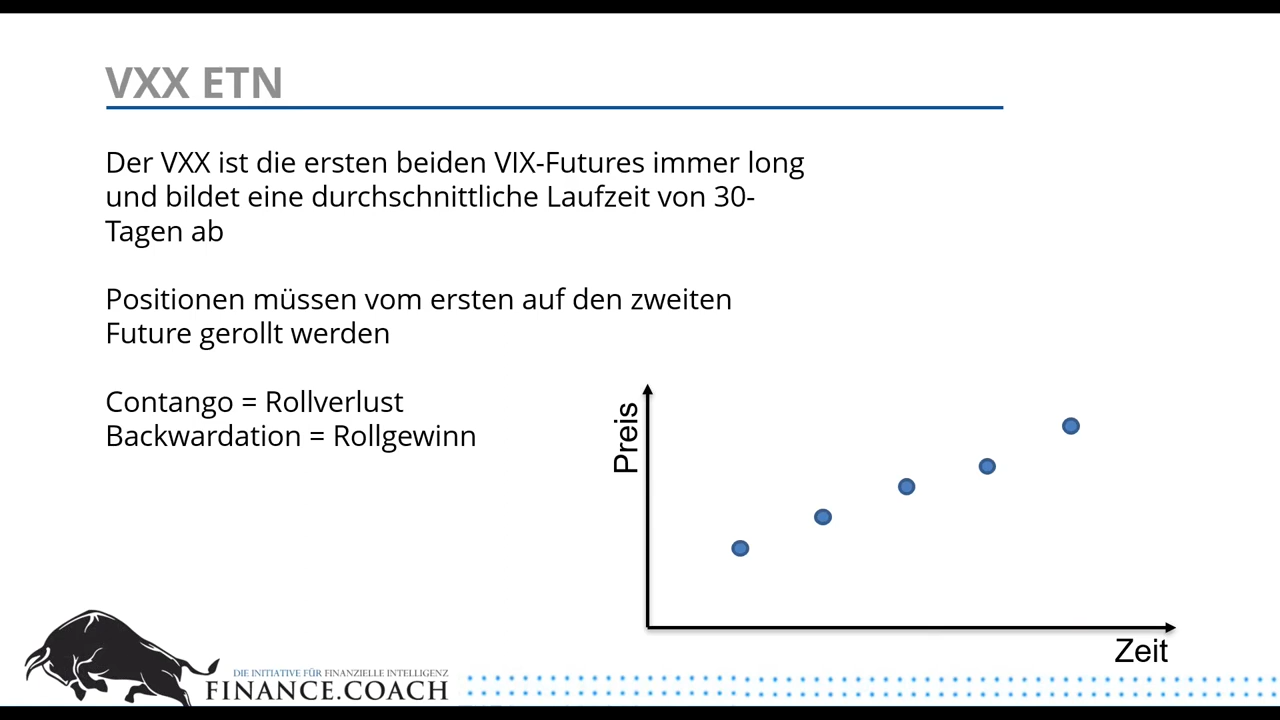 VXX ETN
Der VXX ist die ersten beiden VIX-Futures immer long
und bildet eine durchschnittliche Laufzeit von 30-
Tagen ab
Positionen müssen vom ersten auf den zweiten
Future gerollt werden
Contango = Rollverlust
Backwardation = Rollgewinn
Preis
Zeit
DIE INITIATIVE FÜR FINANZIELLE INTELLIGENZ
FINANCE.COACH